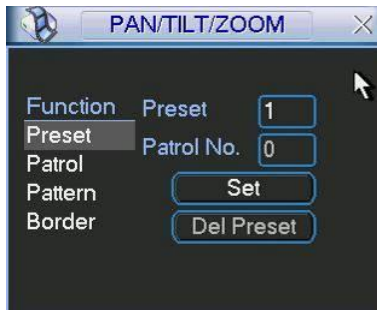 PAN/TILT/ZOOM
Function
Preset
Patrol
Pattern
Border
Preset 1
Patrol No. 0
Set
Del Preset